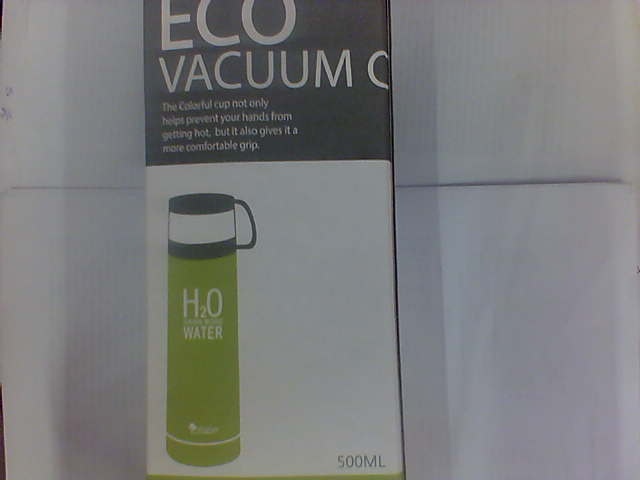 ECO
VACUUM C
The Colorful cup not only
helps prevent your hands from
getting hot, but it also gives it a
more comfortable grip.
H₂O
WATER
500ML